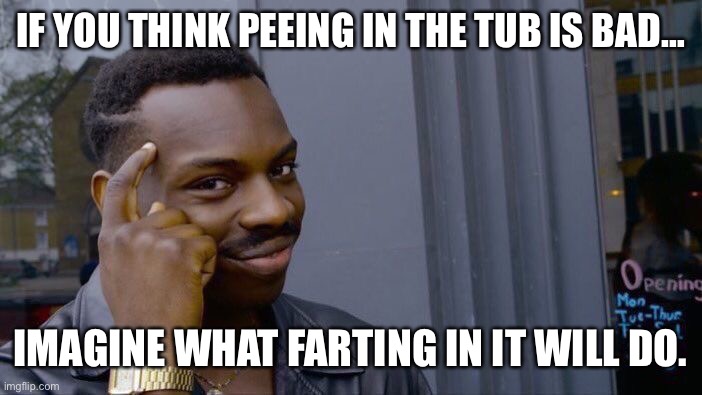 IF YOU THINK PEEING IN THE TUB IS BAD...
Opening
Mon
Tue-Thur
IMAGINE WHAT FARTING IN IT WILL DO.
imgflip.com